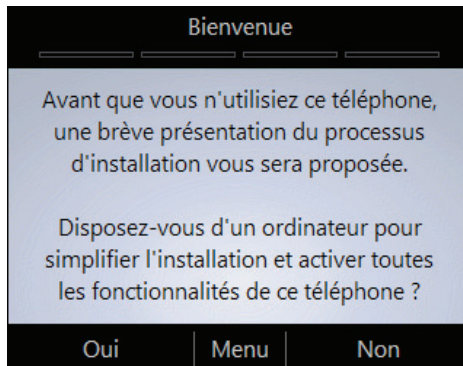 Bienvenue
Avant que vous n'utilisiez ce téléphone,
une brève présentation du processus
d'installation vous sera proposée.
Disposez-vous d'un ordinateur pour
simplifier l'installation et activer toutes
les fonctionnalités de ce téléphone ?
Oui Menu Non